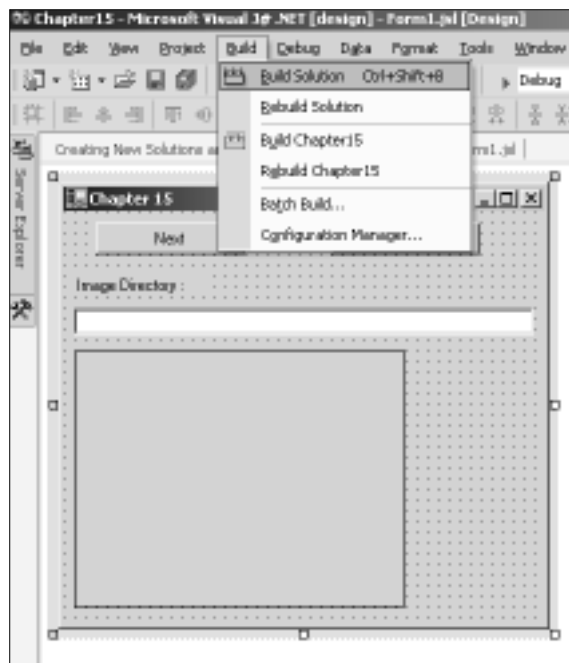 Chapter15 - Microsoft Visual J# .NET [design] - Form1.jsl [Design]
File Edit View Project Build Debug Data Format Tools Window
Debug
Build Solution Ctrl+Shift+B
Rebuild Solution
Build Chapter15
Rebuild Chapter15
Batch Build...
Configuration Manager...
Creating New Solutions
rm1.jsl
Server Explorer
Chapter 15
Next
Image Directory :